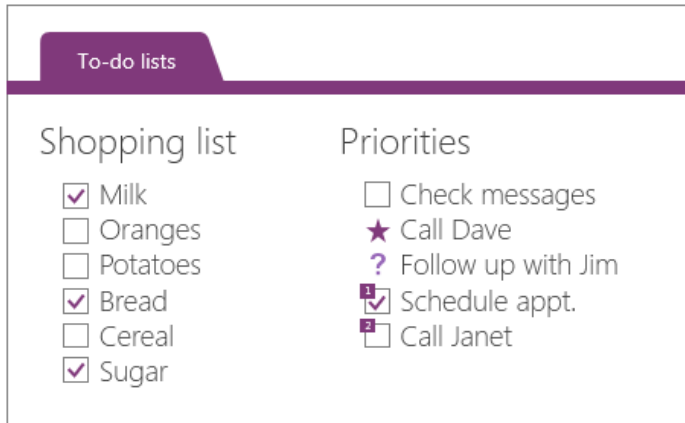 To-do lists
Shopping list
Milk
Oranges
Potatoes
Bread
Cereal
Sugar
Priorities
Check messages
Call Dave
? Follow up with Jim
1 Schedule appt.
2 Call Janet